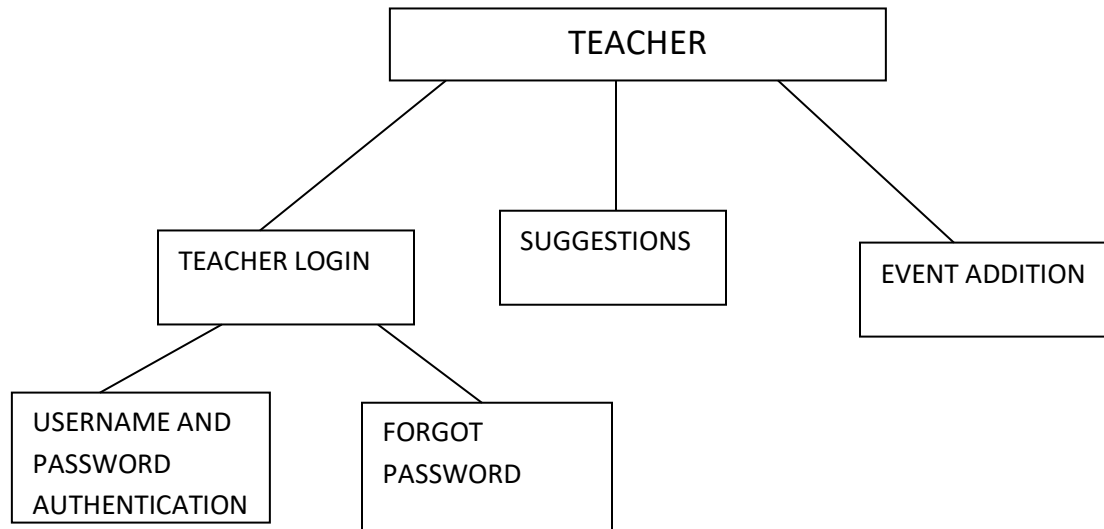 TEACHER
TEACHER LOGIN
SUGGESTIONS
EVENT ADDITION
USERNAME AND
PASSWORD
AUTHENTICATION
FORGOT
PASSWORD